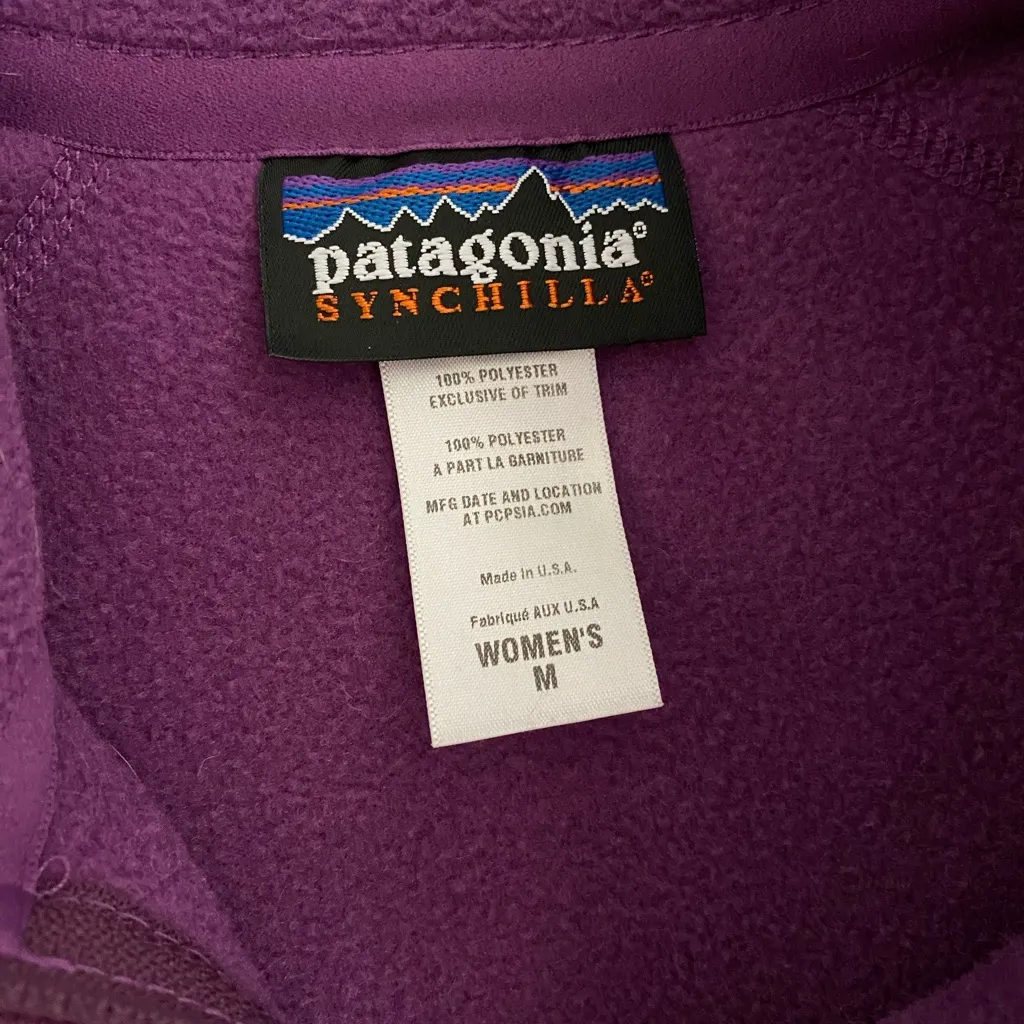 patagonia®
SYNCHILLA®
100% POLYESTER
EXCLUSIVE OF TRIM
100% POLYESTER
A PART LA GARNITURE
MFG DATE AND LOCATION
AT PCPSIA.COM
Made in U.S.A.
Fabriqué AUX U.S.A
WOMEN'S
M